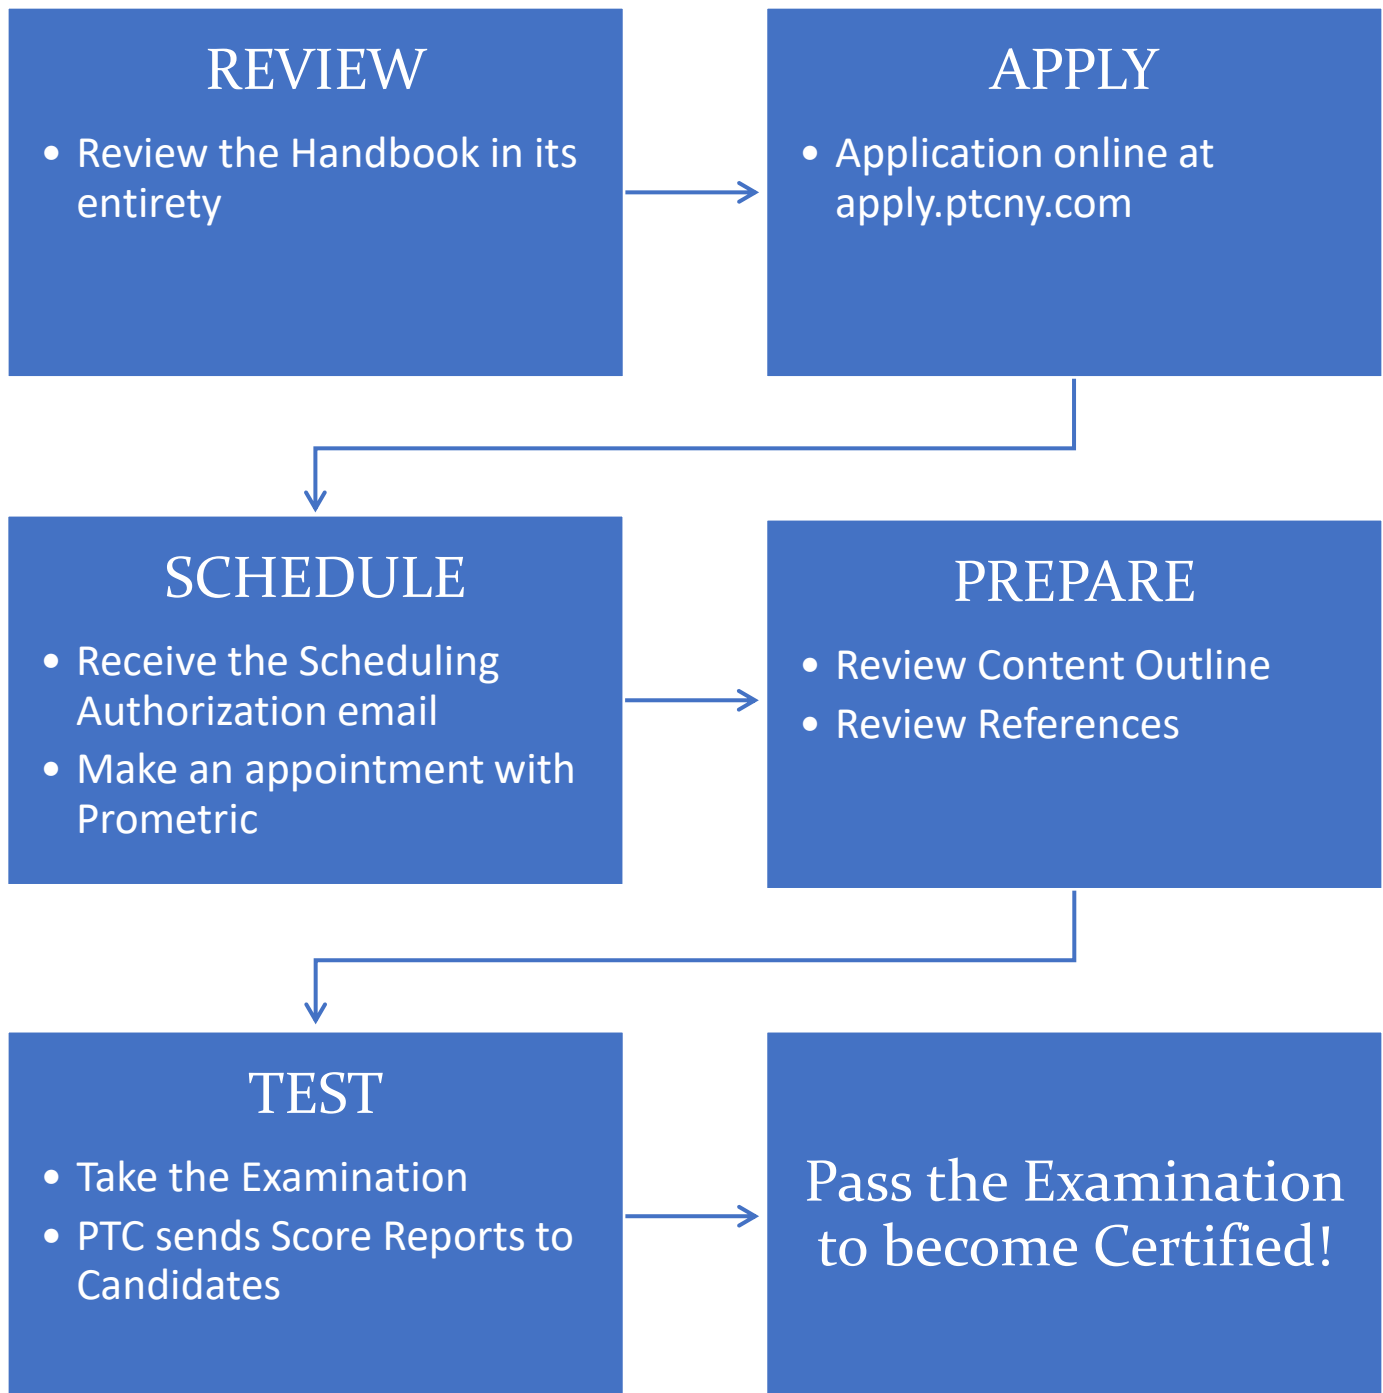 REVIEW
• Review the Handbook in its
entirety
APPLY
• Application online at
apply.ptcny.com
SCHEDULE
• Receive the Scheduling
Authorization email
• Make an appointment with
Prometric
PREPARE
• Review Content Outline
• Review References
TEST
• Take the Examination
• PTC sends Score Reports to
Candidates
Pass the Examination
to become Certified!